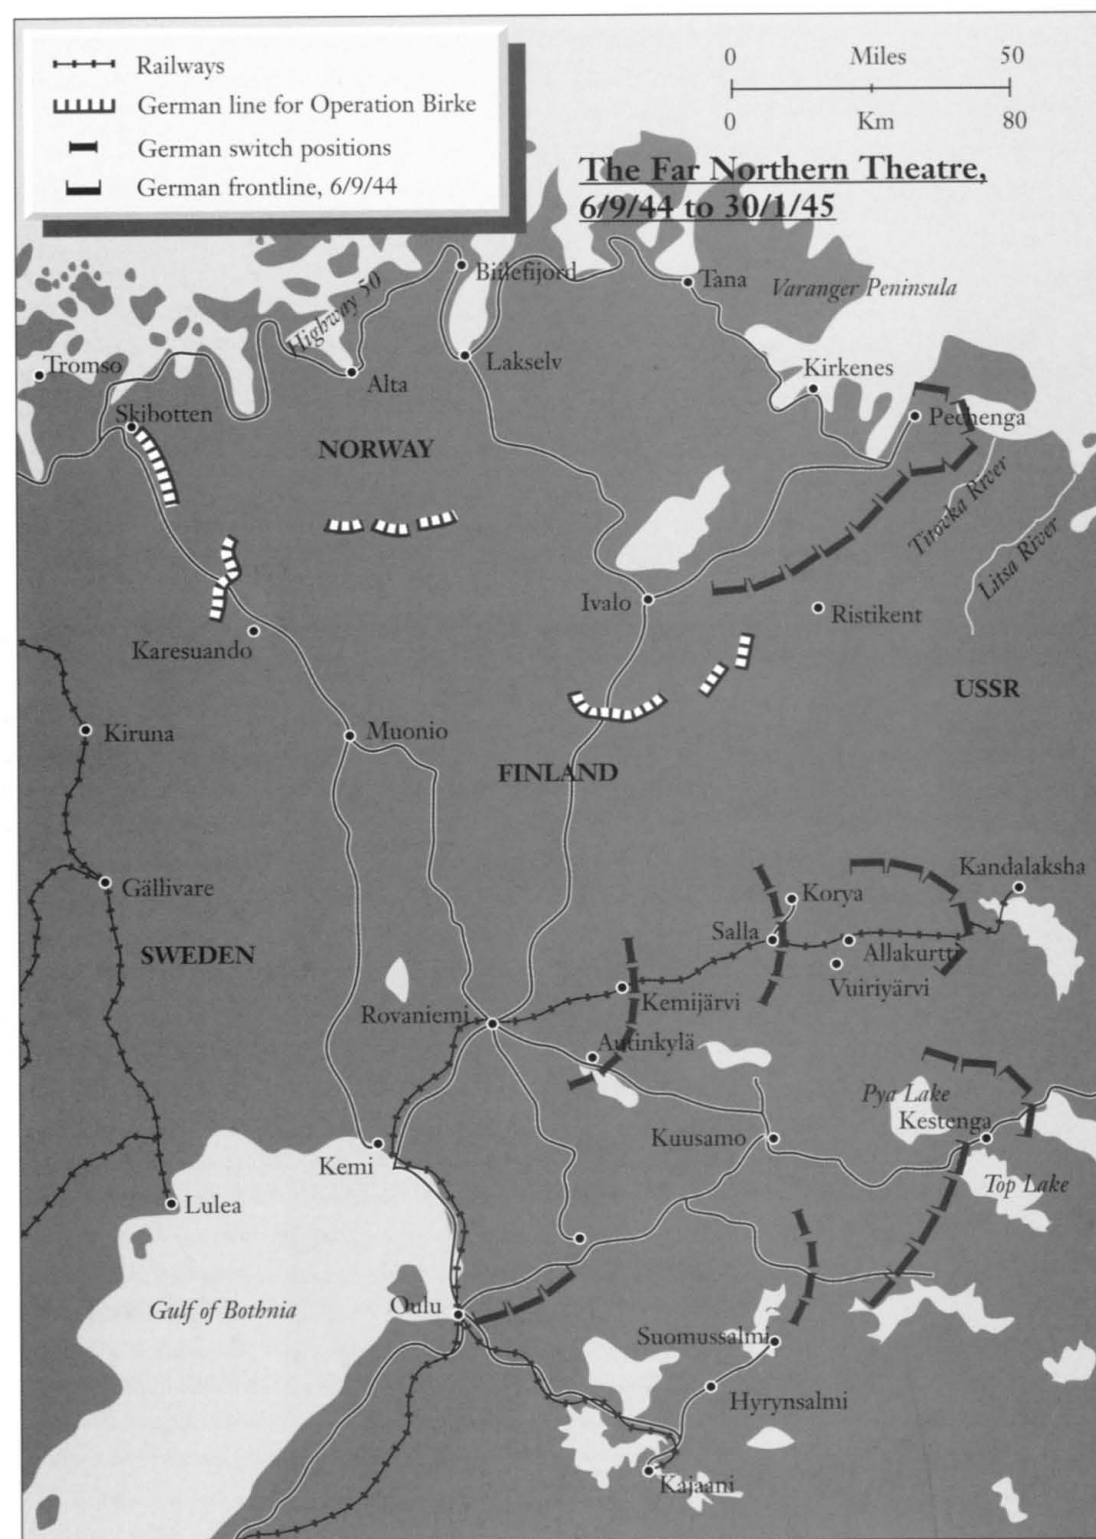 Railways
German line for Operation Birke
German switch positions
German frontline, 6/9/44
0 Miles 50
0 Km 80
The Far Northern Theatre,
6/9/44 to 30/1/45
Biilefijord
Tana
Varanger Peninsula
Highway 50
Tromso
Lakselv
Kirkenes
Alta
Skibotten
Pechenga
NORWAY
Titovka River
Litsa River
Ivalo
Ristikent
Karesuando
USSR
Kiruna
Muonio
FINLAND
Kandalaksha
Gällivare
Korya
Salla
SWEDEN
Allakurtti
Vuiriyärvi
Kemijärvi
Rovaniemi
Autinkylä
Pya Lake
Kestenga
Kuusamo
Kemi
Top Lake
Lulea
Gulf of Bothnia
Oulu
Suomussalmi
Hyrynsalmi
Kajaani